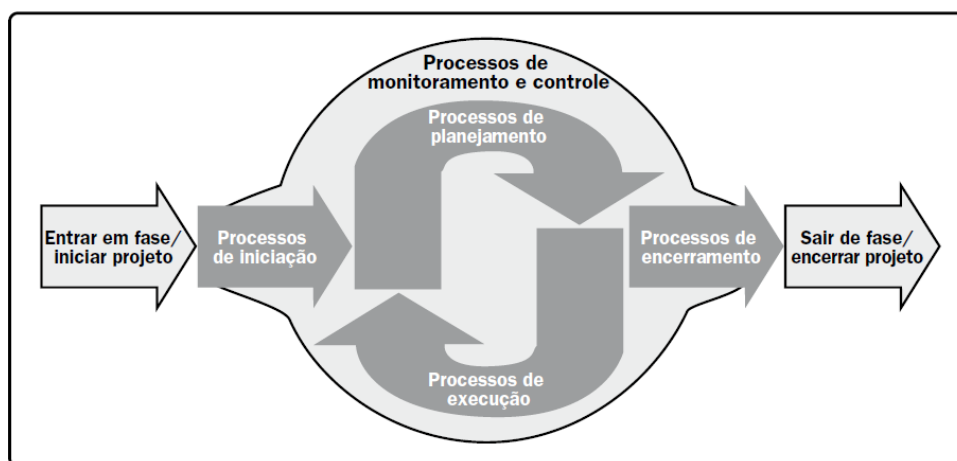 Processos de
monitoramento e controle
Processos de
planejamento
Entrar em fase/
iniciar projeto
Processos
de iniciação
Processos de
encerramento
Sair de fase/
encerrar projeto
Processos de
execução